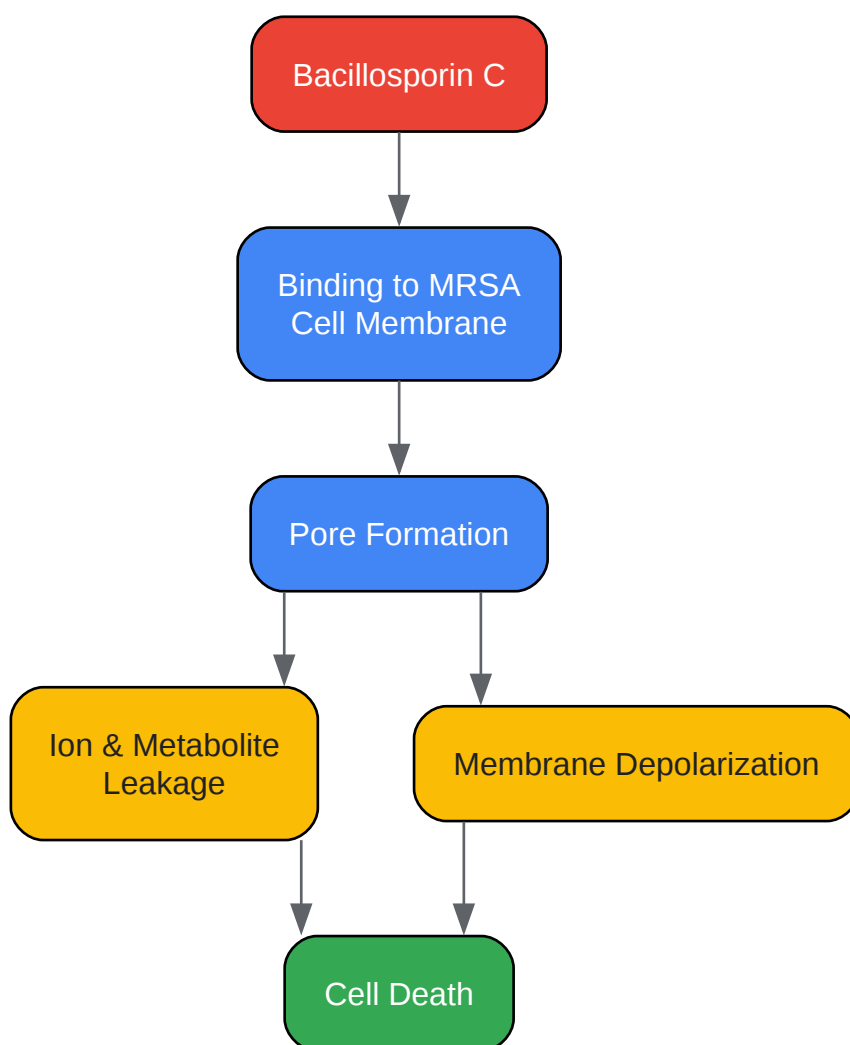 Bacillosporin C
Binding to MRSA
Cell Membrane
Pore Formation
Ion & Metabolite
Leakage
Membrane Depolarization
Cell Death